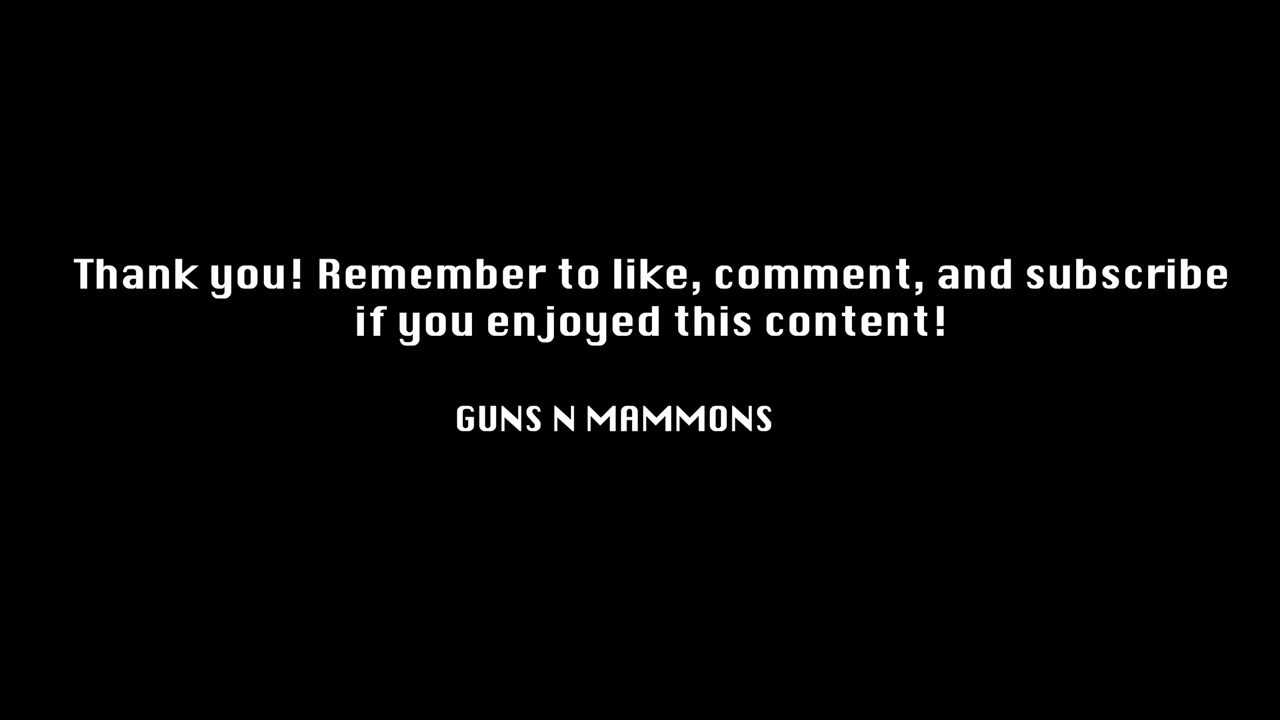 Thank you! Remember to like, comment, and subscribe
if you enjoyed this content!
GUNS N MAMMONS